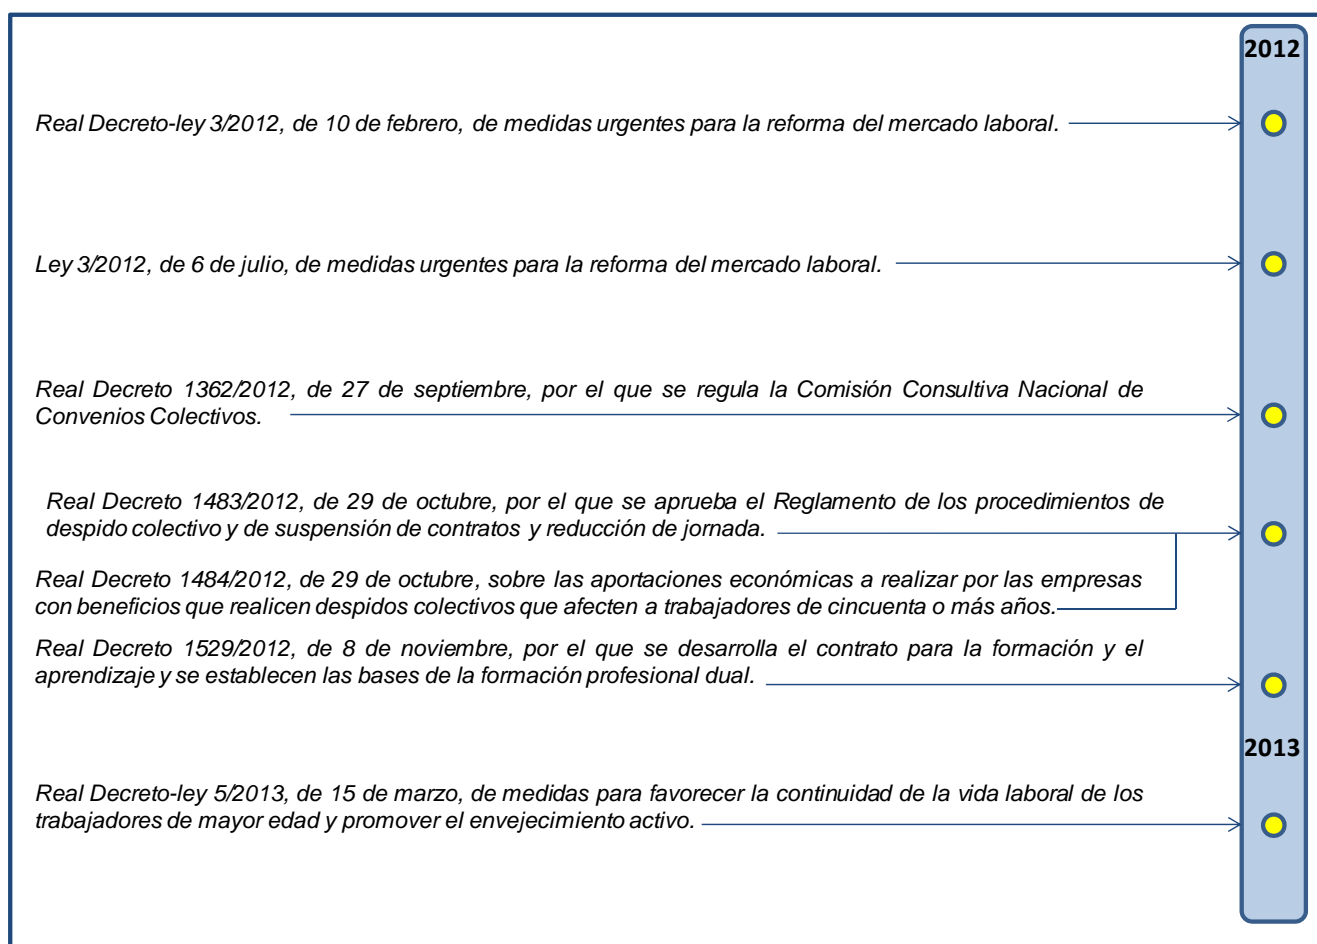 2012
Real Decreto-ley 3/2012, de 10 de febrero, de medidas urgentes para la reforma del mercado laboral.
Ley 3/2012, de 6 de julio, de medidas urgentes para la reforma del mercado laboral.
Real Decreto 1362/2012, de 27 de septiembre, por el que se regula la Comisión Consultiva Nacional de
Convenios Colectivos.
Real Decreto 1483/2012, de 29 de octubre, por el que se aprueba el Reglamento de los procedimientos de
despido colectivo y de suspensión de contratos y reducción de jornada.
Real Decreto 1484/2012, de 29 de octubre, sobre las aportaciones económicas a realizar por las empresas
con beneficios que realicen despidos colectivos que afecten a trabajadores de cincuenta o más años.
Real Decreto 1529/2012, de 8 de noviembre, por el que se desarrolla el contrato para la formación y el
aprendizaje y se establecen las bases de la formación profesional dual.
2013
Real Decreto-ley 5/2013, de 15 de marzo, de medidas para favorecer la continuidad de la vida laboral de los
trabajadores de mayor edad y promover el envejecimiento activo.